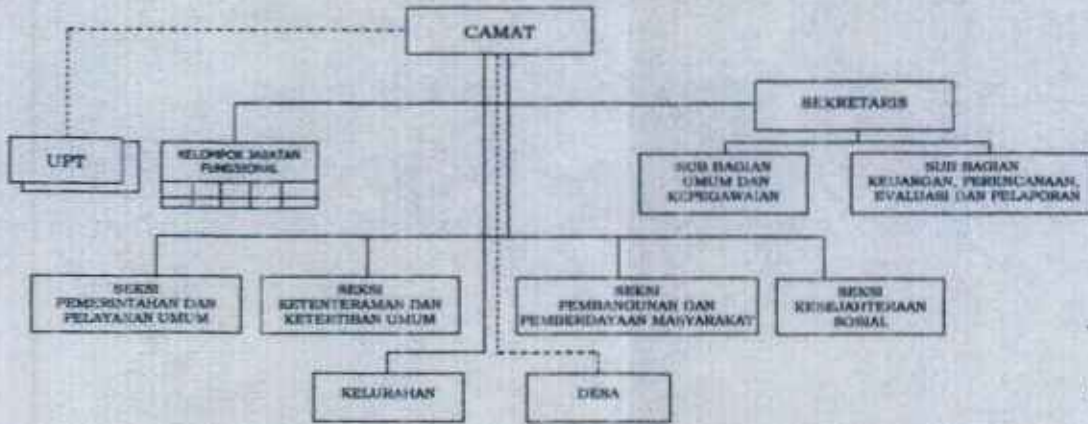 CAMAT
SEKRETARIS
UPT
KELOMPOK JABATAN
FUNGSIONAL
SUB BAGIAN
UMUM DAN
KEPEGAWAIAN
SUB BAGIAN
KEUANGAN, PERENCANAAN,
EVALUASI DAN PELAPORAN
SEKSI
PEMERINTAHAN DAN
PELAYANAN UMUM
SEKSI
KETENTERAMAN DAN
KETERTIBAN UMUM
SEKSI
PEMBANGUNAN DAN
PEMBERDAYAAN MASYARAKAT
SEKSI
KESEJAHTERAAN
SOSIAL
KELURAHAN
DESA